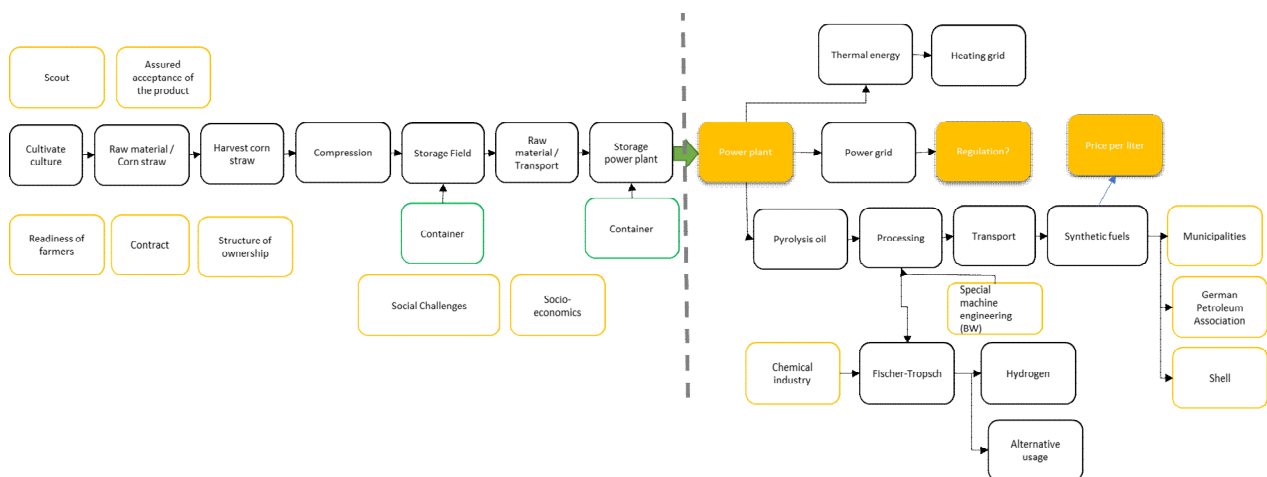 Scout
Assured
acceptance of
the product
Thermal energy
Heating grid
Cultivate
culture
Raw material /
Corn straw
Harvest corn
straw
Compression
Storage Field
Raw
material /
Transport
Storage
power plant
Power plant
Power grid
Regulation?
Price per liter
Readiness of
farmers
Contract
Structure of
ownership
Container
Container
Pyrolysis oil
Processing
Transport
Synthetic fuels
Municipalities
Social Challenges
Socio-
economics
Special
machine
engineering
(BW)
German
Petroleum
Association
Chemical
industry
Fischer-Tropsch
Hydrogen
Shell
Alternative
usage